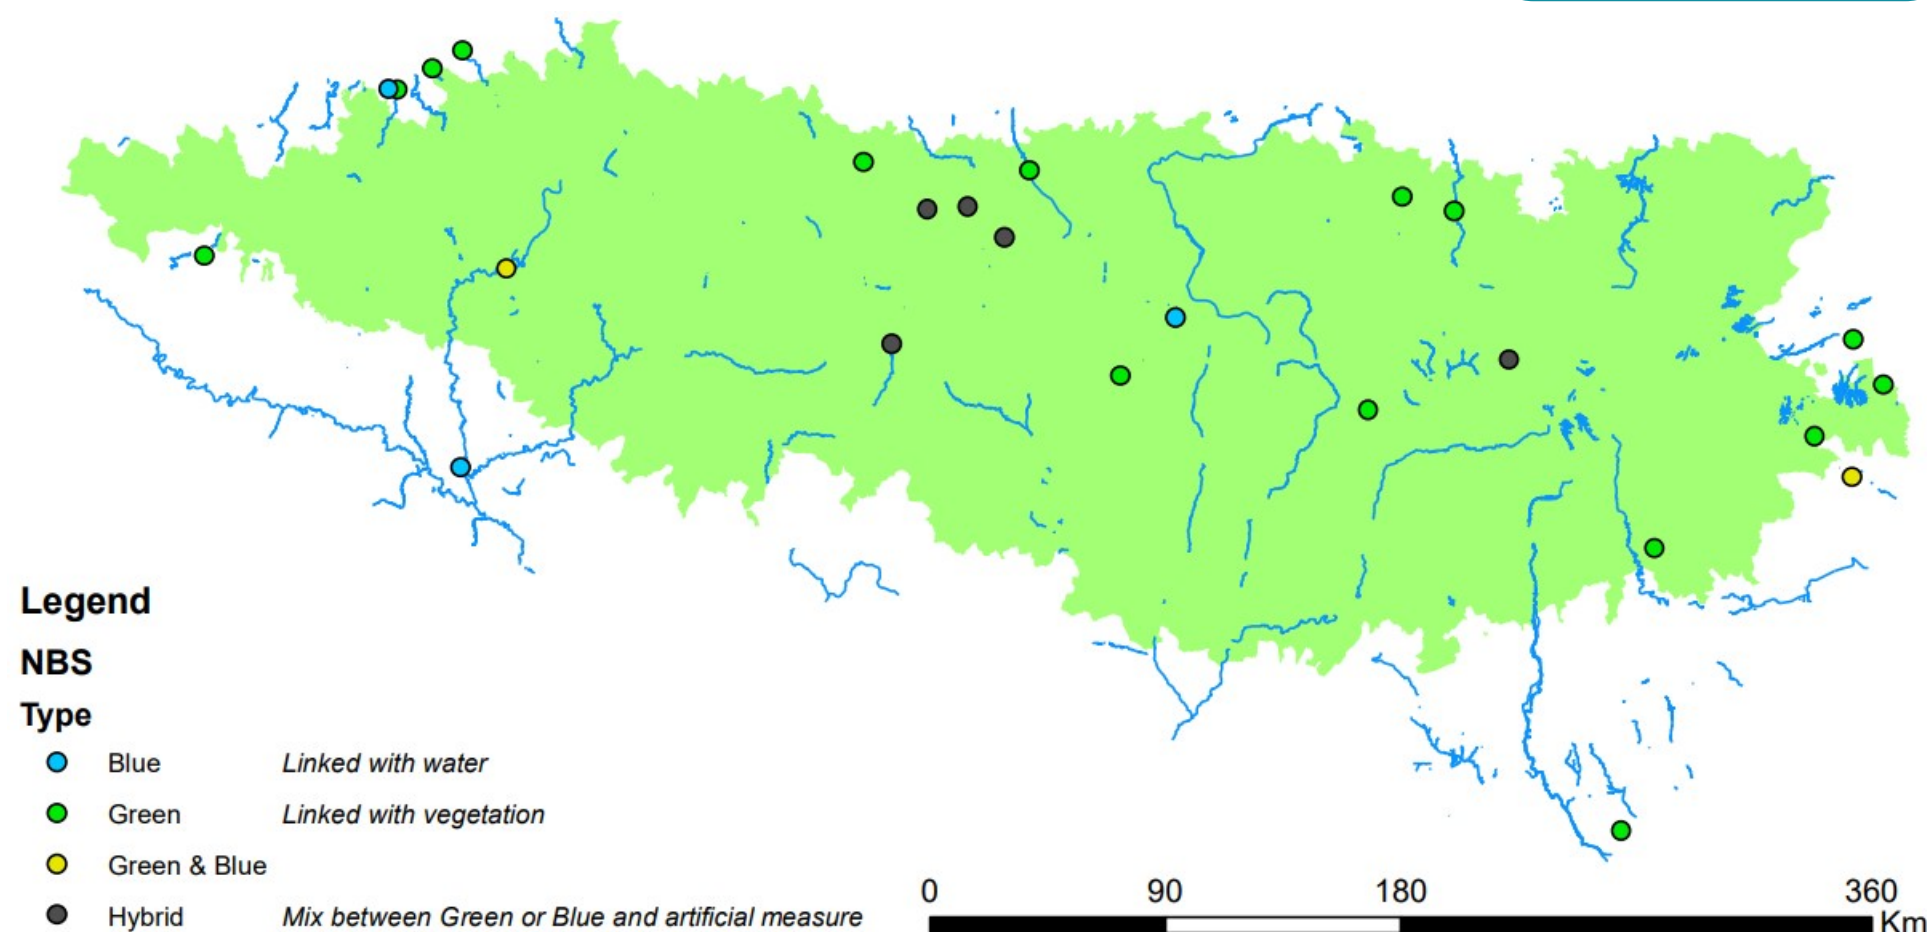 Legend
NBS
Type
Blue Linked with water
Green Linked with vegetation
Green & Blue
Hybrid Mix between Green or Blue and artificial measure
0 90 180 360
Km